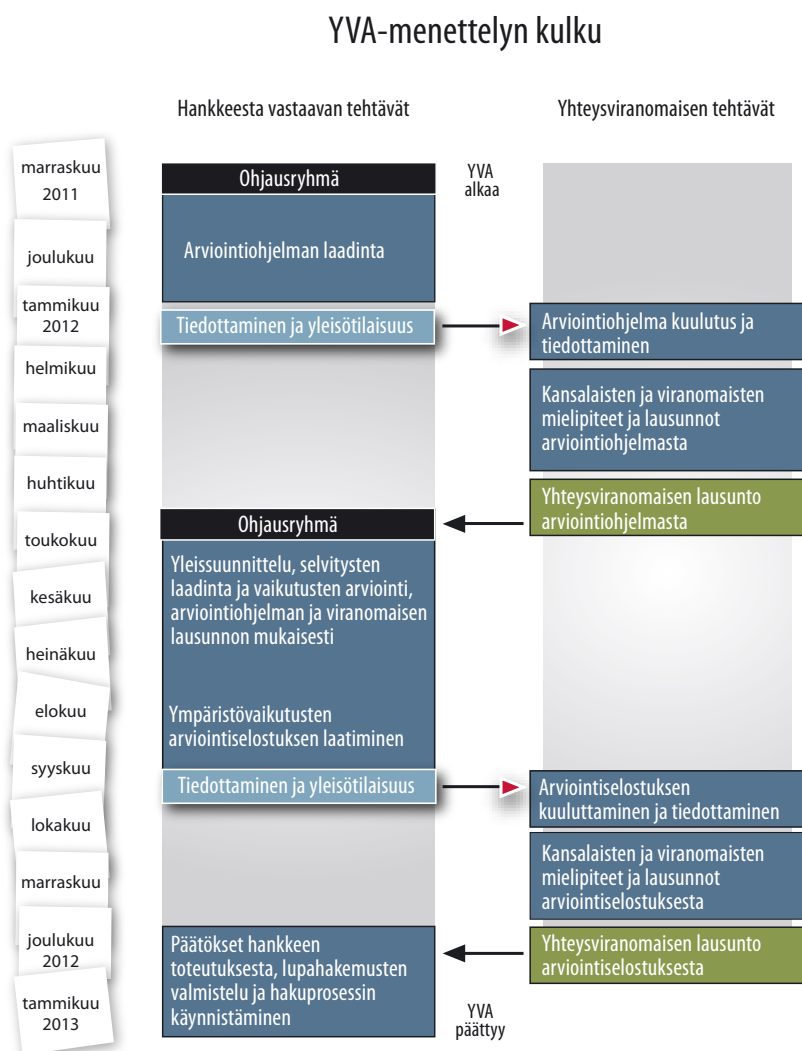 YVA-menettelyn kulku
Hankkeesta vastaavan tehtävät
Yhteysviranomaisen tehtävät
marraskuu
2011
joulukuu
tammikuu
2012
helmikuu
maaliskuu
huhtikuu
toukokuu
kesäkuu
heinäkuu
elokuu
syyskuu
lokakuu
marraskuu
joulukuu
2012
tammikuu
2013
Ohjausryhmä
YVA
alkaa
Arviointiohjelman laadinta
Tiedottaminen ja yleisötilaisuus
Arviointiohjelma kuulutus ja
tiedottaminen
Kansalaisten ja viranomaisten
mielipiteet ja lausunnot
arviointiohjelmasta
Yhteysviranomaisen lausunto
arviointiohjelmasta
Ohjausryhmä
Yleissuunnittelu, selvitysten
laadinta ja vaikutusten arviointi,
arviointiohjelman ja viranomaisen
lausunnon mukaisesti
Ympäristövaikutusten
arviointiselostuksen laatiminen
Tiedottaminen ja yleisötilaisuus
Arviointiselostuksen
kuuluttaminen ja tiedottaminen
Kansalaisten ja viranomaisten
mielipiteet ja lausunnot
arviointiselostuksesta
Yhteysviranomaisen lausunto
arviointiselostuksesta
Päätökset hankkeen
toteutuksesta, lupahakemusten
valmistelu ja hakuprosessin
käynnistäminen
YVA
päättyy